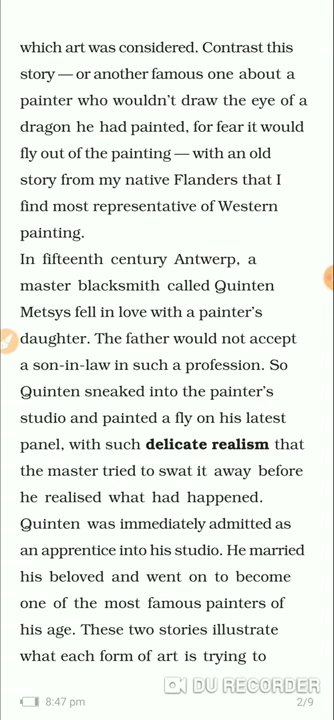 which art was considered. Contrast this
story — or another famous one about a
painter who wouldn't draw the eye of a
dragon he had painted, for fear it would
fly out of the painting — with an old
story from my native Flanders that I
find most representative of Western
painting.
In fifteenth century Antwerp, a
master blacksmith called Quinten
Metsys fell in love with a painter's
daughter. The father would not accept
a son-in-law in such a profession. So
Quinten sneaked into the painter's
studio and painted a fly on his latest
panel, with such delicate realism that
the master tried to swat it away before
he realised what had happened.
Quinten was immediately admitted as
an apprentice into his studio. He married
his beloved and went on to become
one of the most famous painters of
his age. These two stories illustrate
what each form of art is trying to
DU RECORDER
8:47 pm
2/9